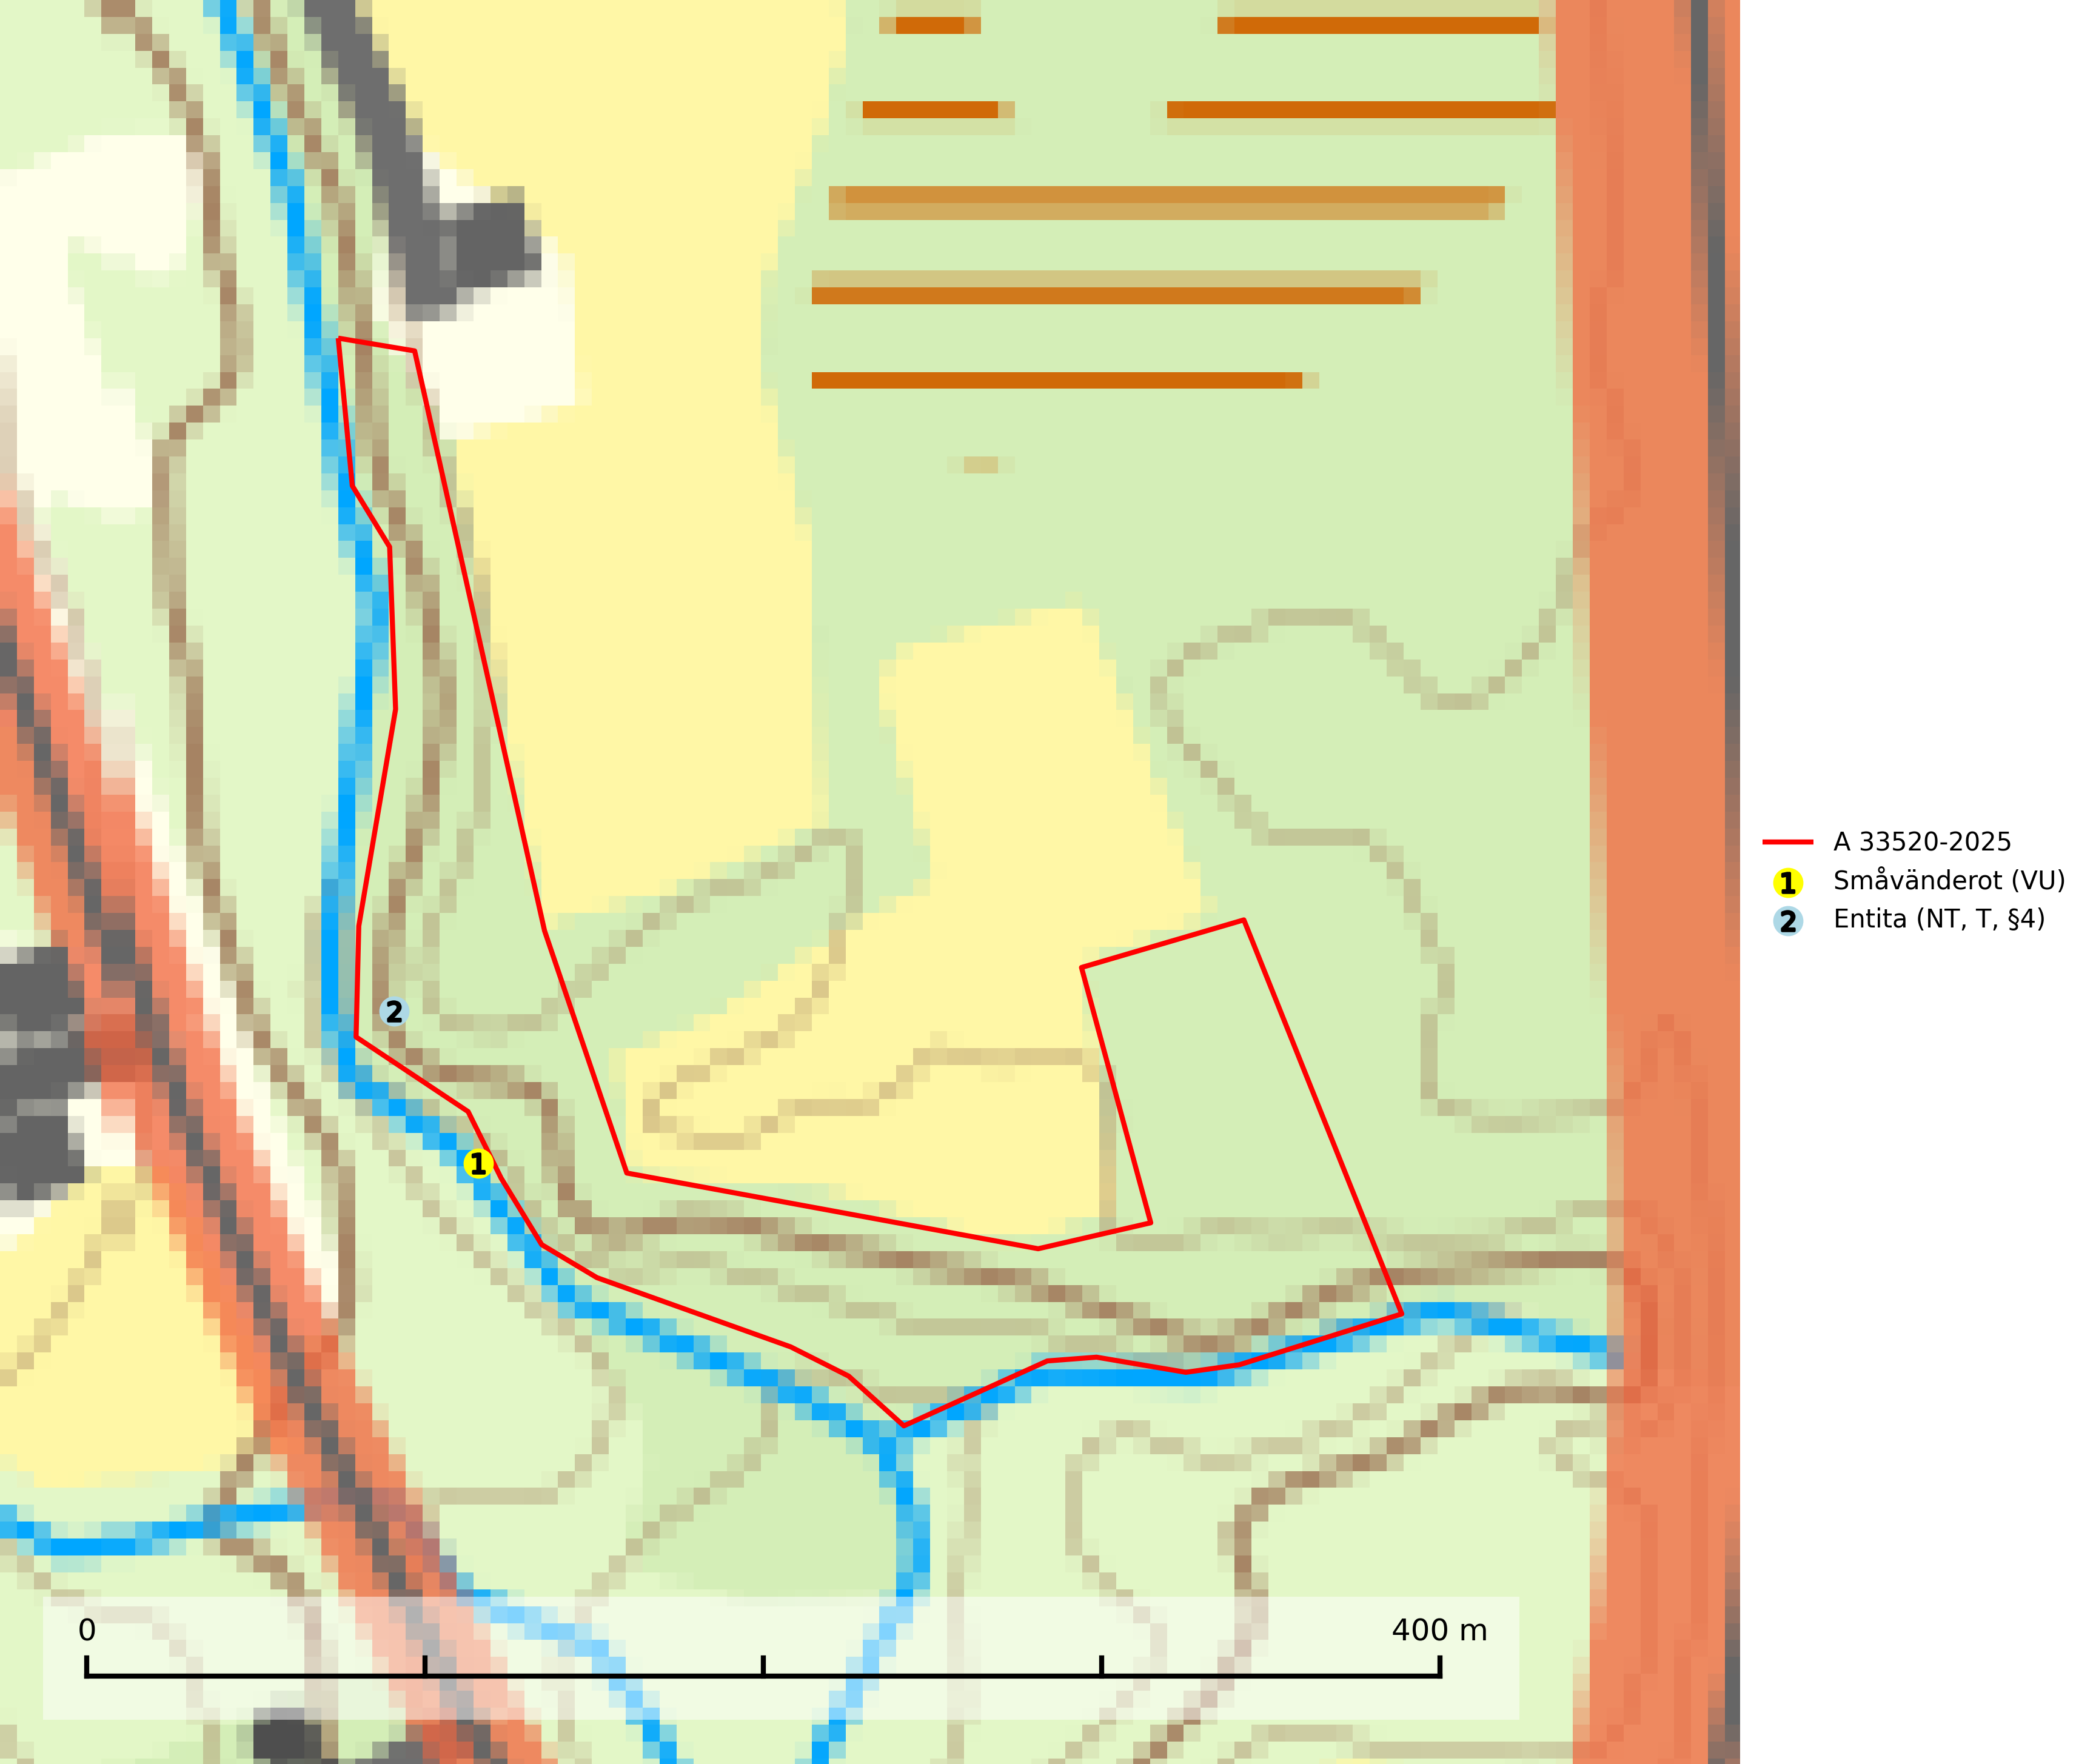 A 33520-2025
1 Småvänderot (VU)
2 Entita (NT, T, §4)
2
1
0 400 m